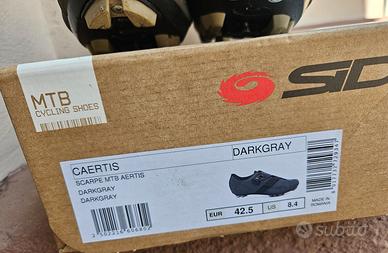 MTB
CYCLING SHOES
SID
CAERTIS
DARKGRAY
SCARPE MTB AERTIS
DARKGRAY
DARKGRAY
EUR 42.5 US 8.4
MADE IN
ROMANIA
subito